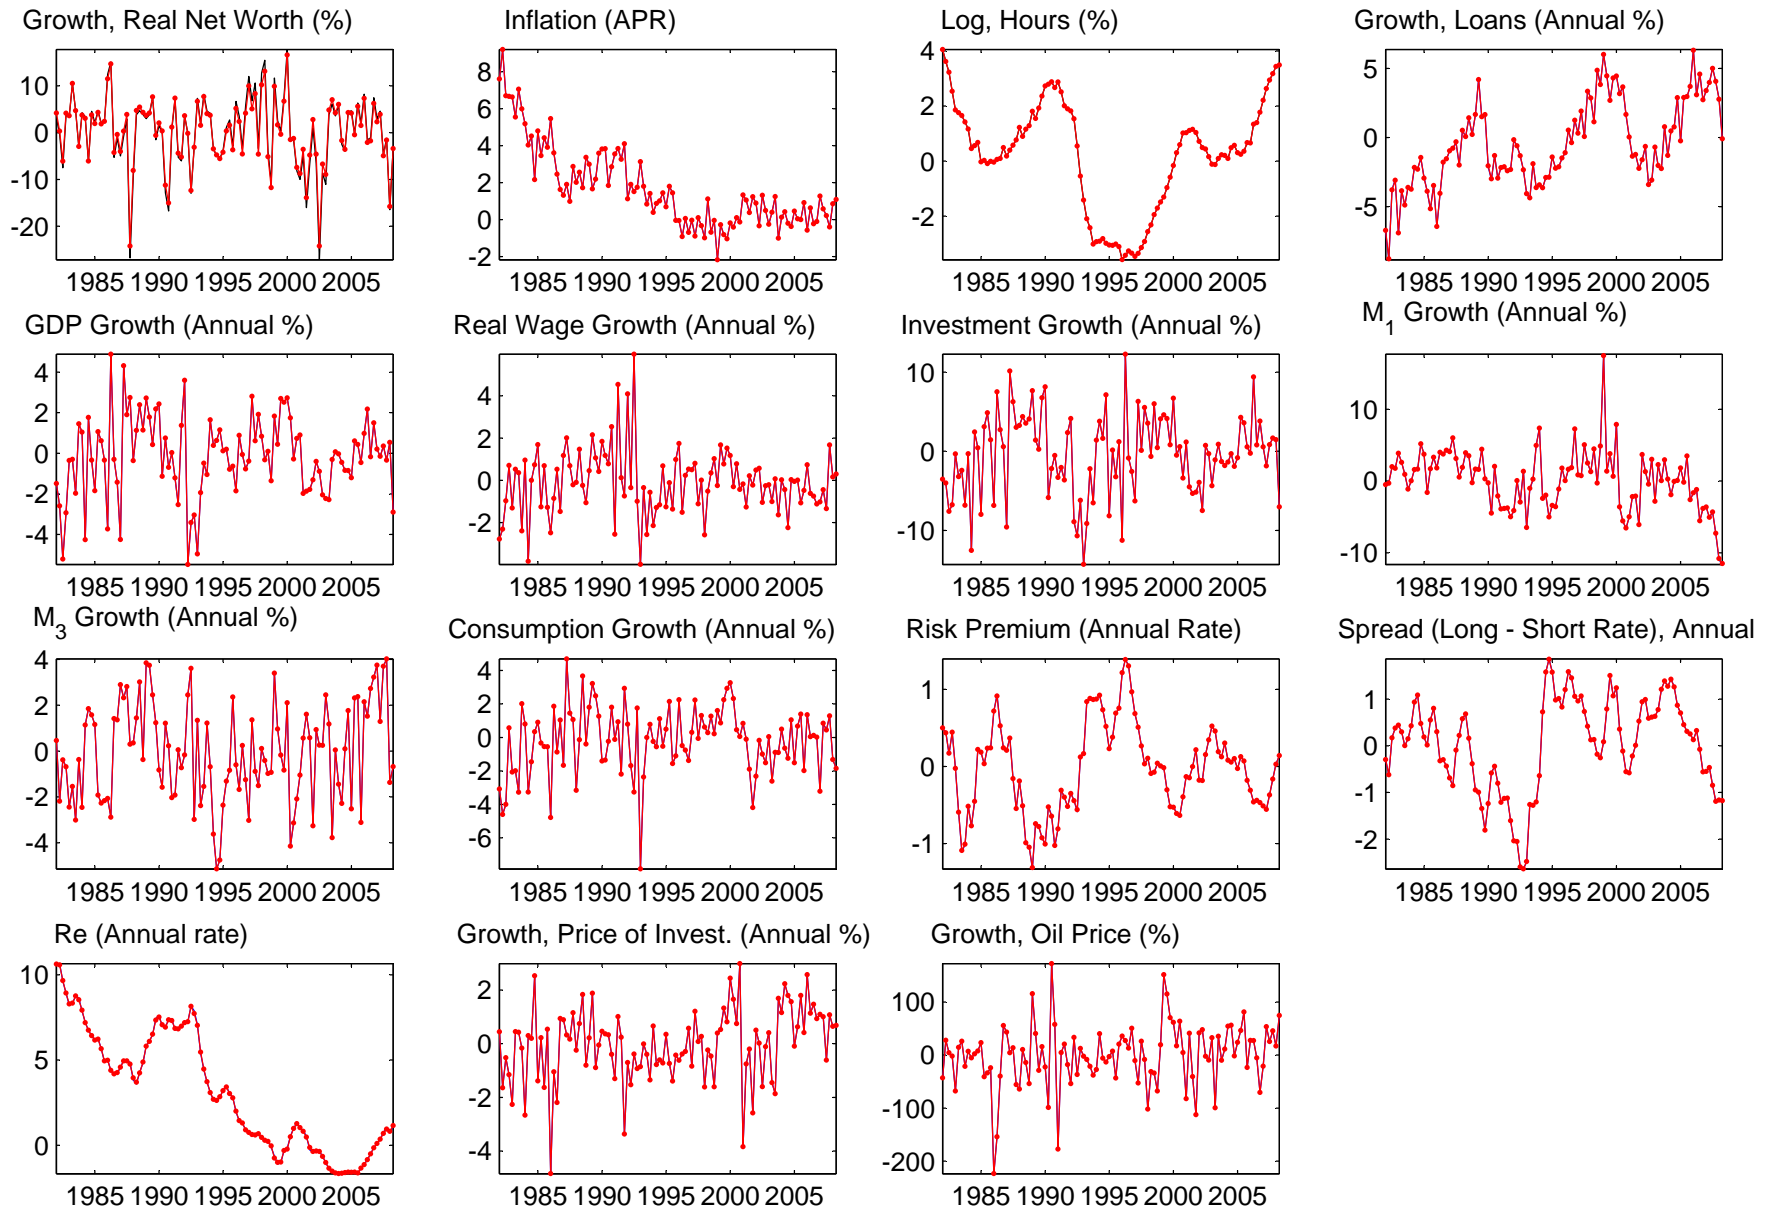 Growth, Real Net Worth (%)
Inflation (APR)
Log, Hours (%)
Growth, Loans (Annual %)
10
0
-10
-20
1985 1990 1995 2000 2005
8
6
4
2
0
-2
1985 1990 1995 2000 2005
4
2
0
-2
1985 1990 1995 2000 2005
5
0
-5
1985 1990 1995 2000 2005
GDP Growth (Annual %)
Real Wage Growth (Annual %)
Investment Growth (Annual %)
M1 Growth (Annual %)
4
2
0
-2
-4
1985 1990 1995 2000 2005
4
2
0
-2
1985 1990 1995 2000 2005
10
0
-10
1985 1990 1995 2000 2005
10
0
-10
1985 1990 1995 2000 2005
M3 Growth (Annual %)
Consumption Growth (Annual %)
Risk Premium (Annual Rate)
Spread (Long - Short Rate), Annual
4
2
0
-2
-4
1985 1990 1995 2000 2005
4
2
0
-2
-4
-6
1985 1990 1995 2000 2005
1
0
-1
1985 1990 1995 2000 2005
1
0
-1
-2
1985 1990 1995 2000 2005
Re (Annual rate)
Growth, Price of Invest. (Annual %)
Growth, Oil Price (%)
10
5
0
1985 1990 1995 2000 2005
2
0
-2
-4
1985 1990 1995 2000 2005
100
0
-100
-200
1985 1990 1995 2000 2005